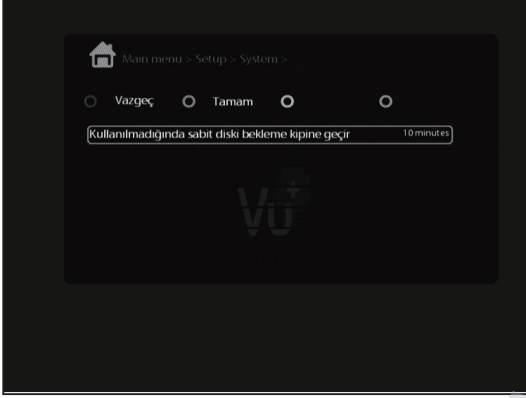 Main menu > Setup > System >
Vazgeç Tamam
Kullanılmadığında sabit diski bekleme kipine geçir 10 minutes
VU+